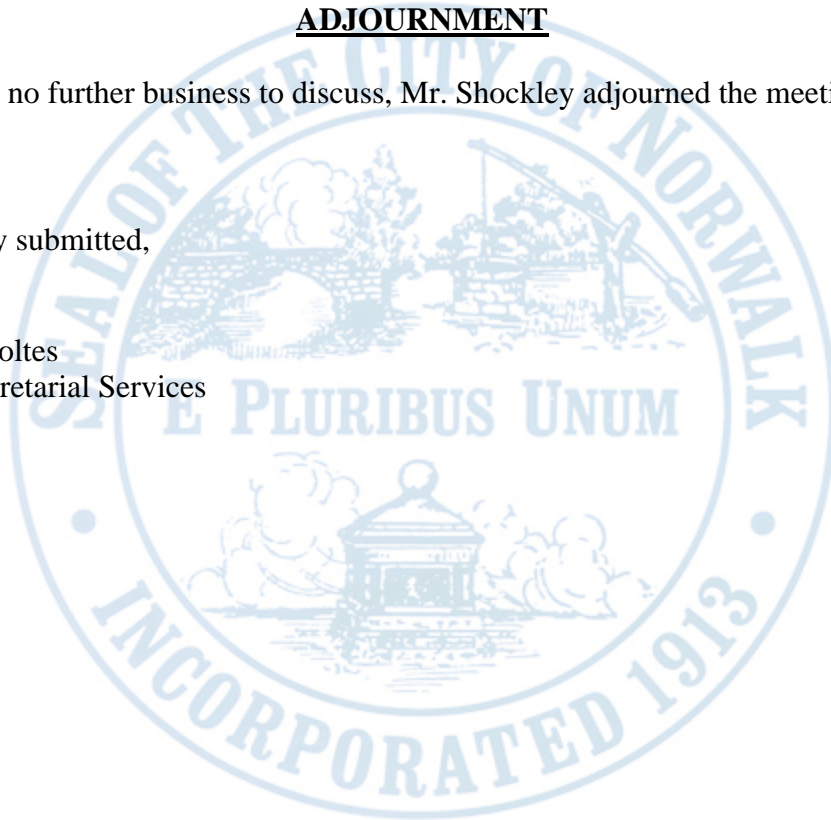 ADJOURNMENT
no further business to discuss, Mr. Shockley adjourned the meeti
y submitted,
oltes
retarial Services
SEAL OF THE CITY OF NORWALK
E PLURIBUS UNUM
INCORPORATED 1913